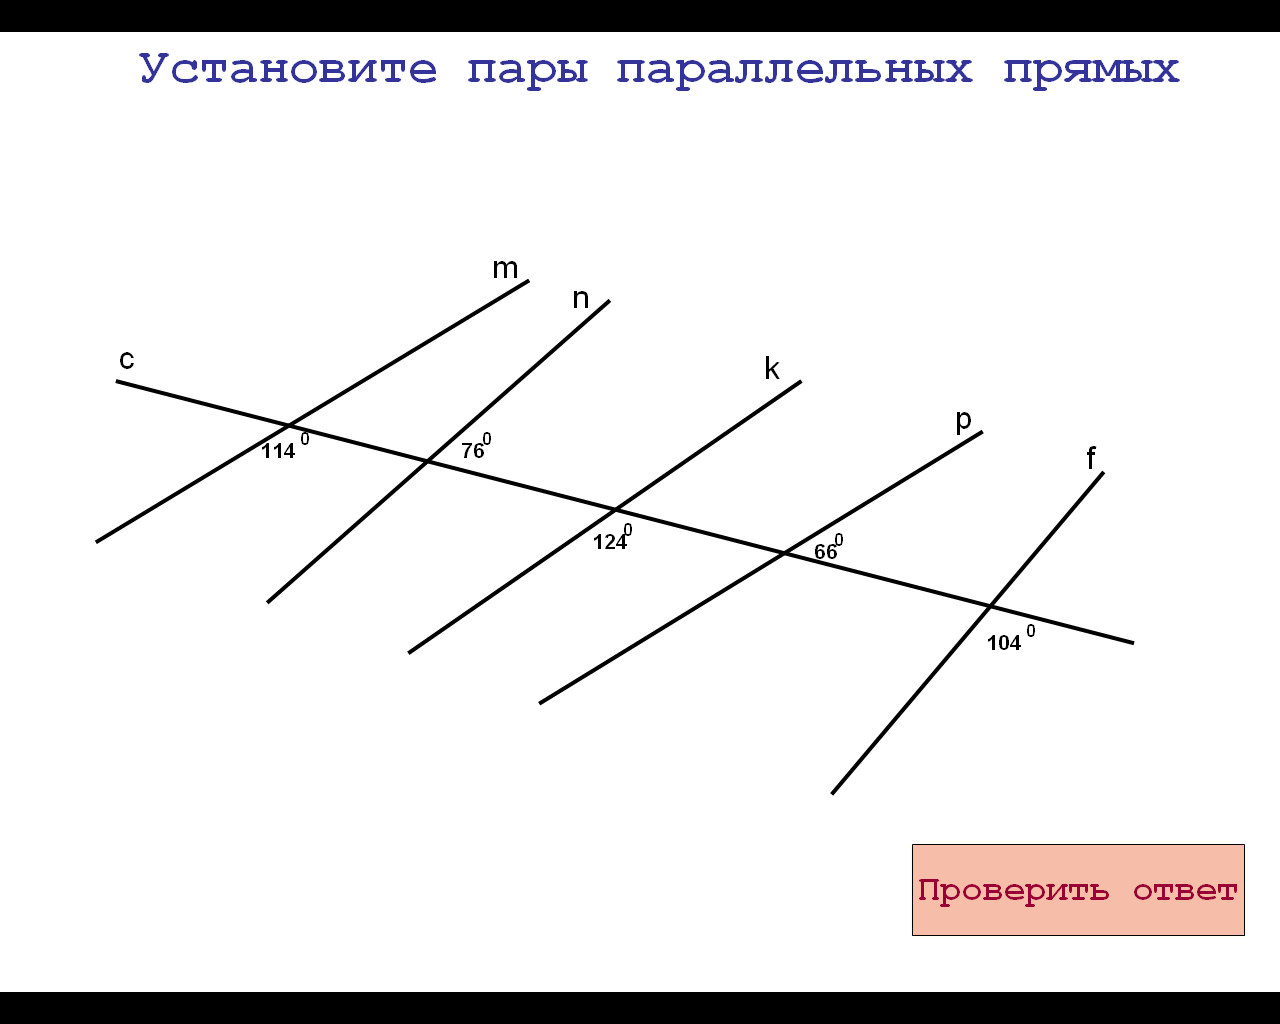 Установите пары параллельных прямых
m
n
c
k
p
f
114 0
76 0
124 0
66 0
104 0
Проверить ответ